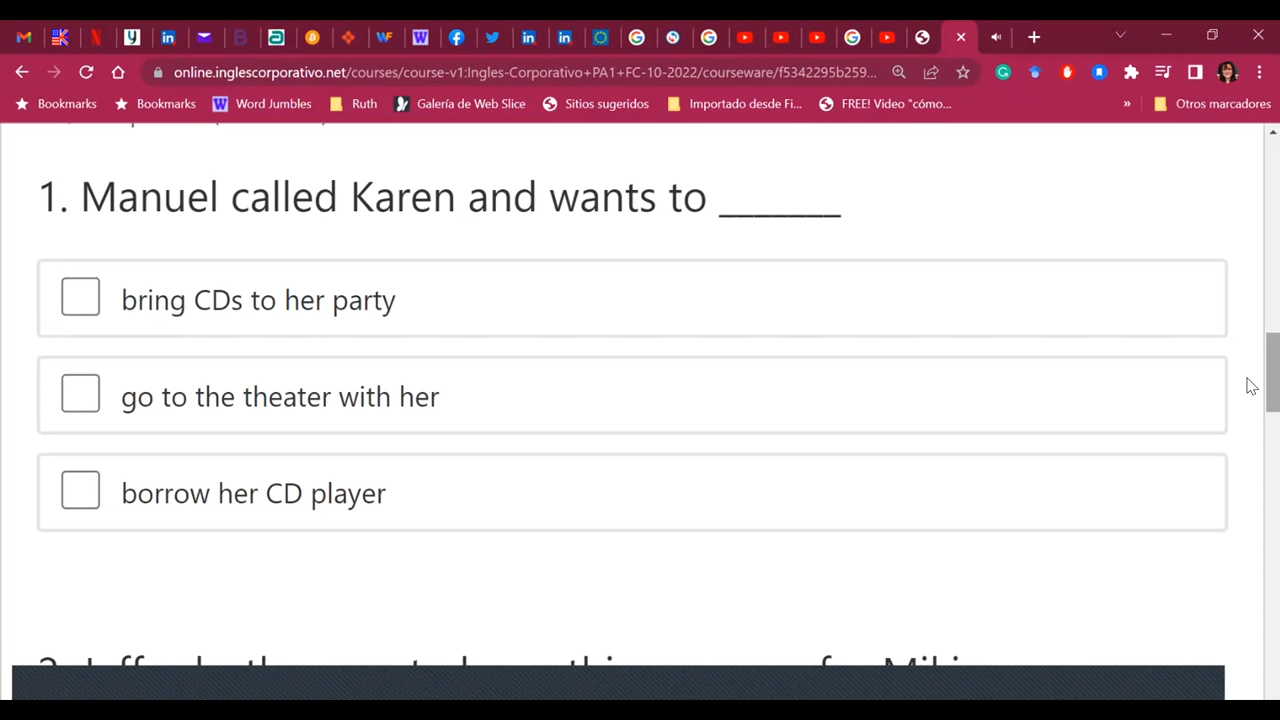 online.inglescorporativo.net/courses/course-v1:Ingles-Corporativo+PA1+FC-10-2022/courseware/f5342295b259...
Bookmarks Bookmarks Word Jumbles Ruth Galería de Web Slice Sitios sugeridos Importado desde Fi... FREE! Video "cómo... » Otros marcadores
1. Manuel called Karen and wants to _______
bring CDs to her party
go to the theater with her
borrow her CD player